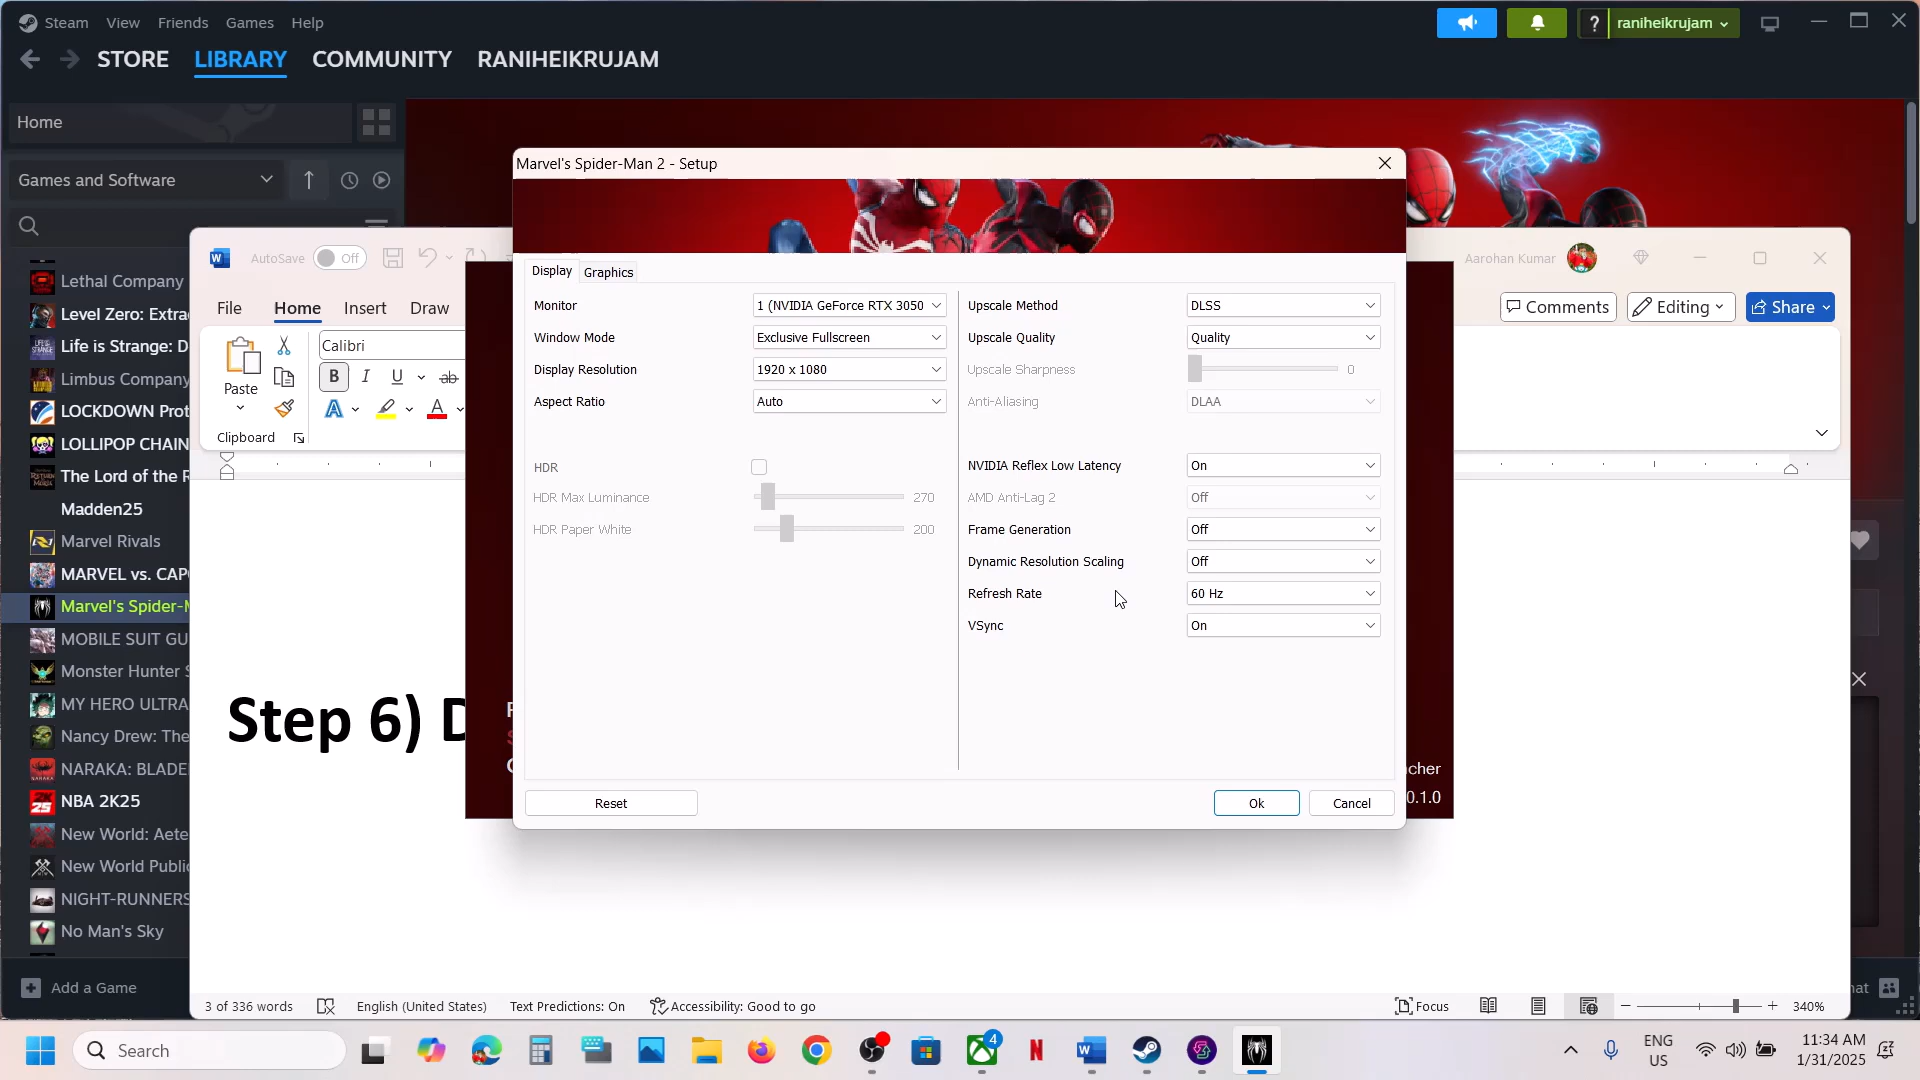 Steam View Friends Games Help
? raniheikrujam
STORE LIBRARY COMMUNITY RANIHEIKRUJAM
Home
Games and Software
Lethal Company
Level Zero: Extra
Life is Strange: D
Limbus Company
LOCKDOWN Prot
LOLLIPOP CHAIN
The Lord of the R
Madden25
Marvel Rivals
MARVEL vs. CAP
Marvel's Spider-M
MOBILE SUIT GU
Monster Hunter S
MY HERO ULTRA
Nancy Drew: The
NARAKA: BLADE
NBA 2K25
New World: Aete
New World Public
NIGHT-RUNNERS
No Man's Sky
Add a Game
AutoSave Off
Aarohan Kumar
File Home Insert Draw
Comments Editing Share
Paste
Calibri
B I U ab
Clipboard
Step 6) D
Marvel's Spider-Man 2 - Setup
Display Graphics
Monitor 1 (NVIDIA GeForce RTX 3050
Window Mode Exclusive Fullscreen
Display Resolution 1920 x 1080
Aspect Ratio Auto
HDR
HDR Max Luminance 270
HDR Paper White 200
Upscale Method DLSS
Upscale Quality Quality
Upscale Sharpness 0
Anti-Aliasing DLAA
NVIDIA Reflex Low Latency On
AMD Anti-Lag 2 Off
Frame Generation Off
Dynamic Resolution Scaling Off
Refresh Rate 60 Hz
VSync On
Reset Ok Cancel
ncher
0.1.0
hat
3 of 336 words English (United States) Text Predictions: On Accessibility: Good to go
Focus 340%
Search
4
ENG
US
11:34 AM
1/31/2025